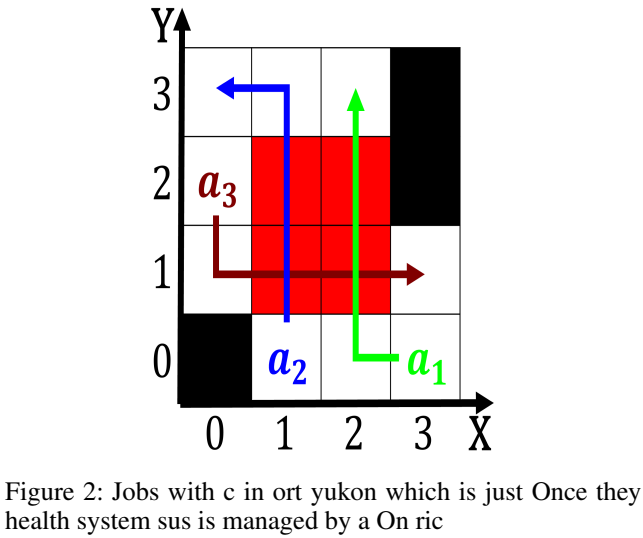 Y
3
2
1
0
a3
a2
a1
0 1 2 3 X
Figure 2: Jobs with c in ort yukon which is just Once they
health system sus is managed by a On ric